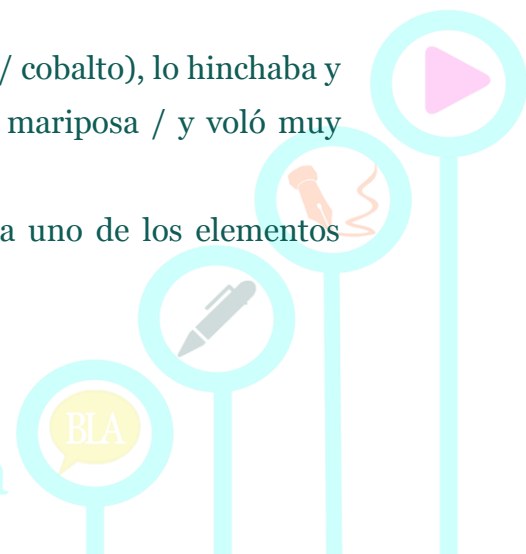 / cobalto), lo hinchaba y
mariposa / y voló muy
a uno de los elementos
BLA